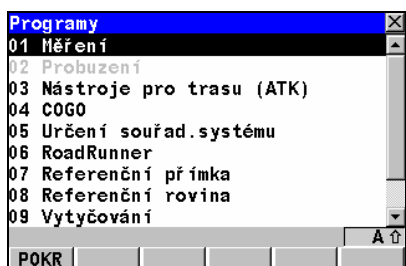 Programy
01 Měření
02 Probuzení
03 Nástroje pro trasu (ATK)
04 COGO
05 Určení souřad.systému
06 RoadRunner
07 Referenční přímka
08 Referenční rovina
09 Vytyčování
A
POKR